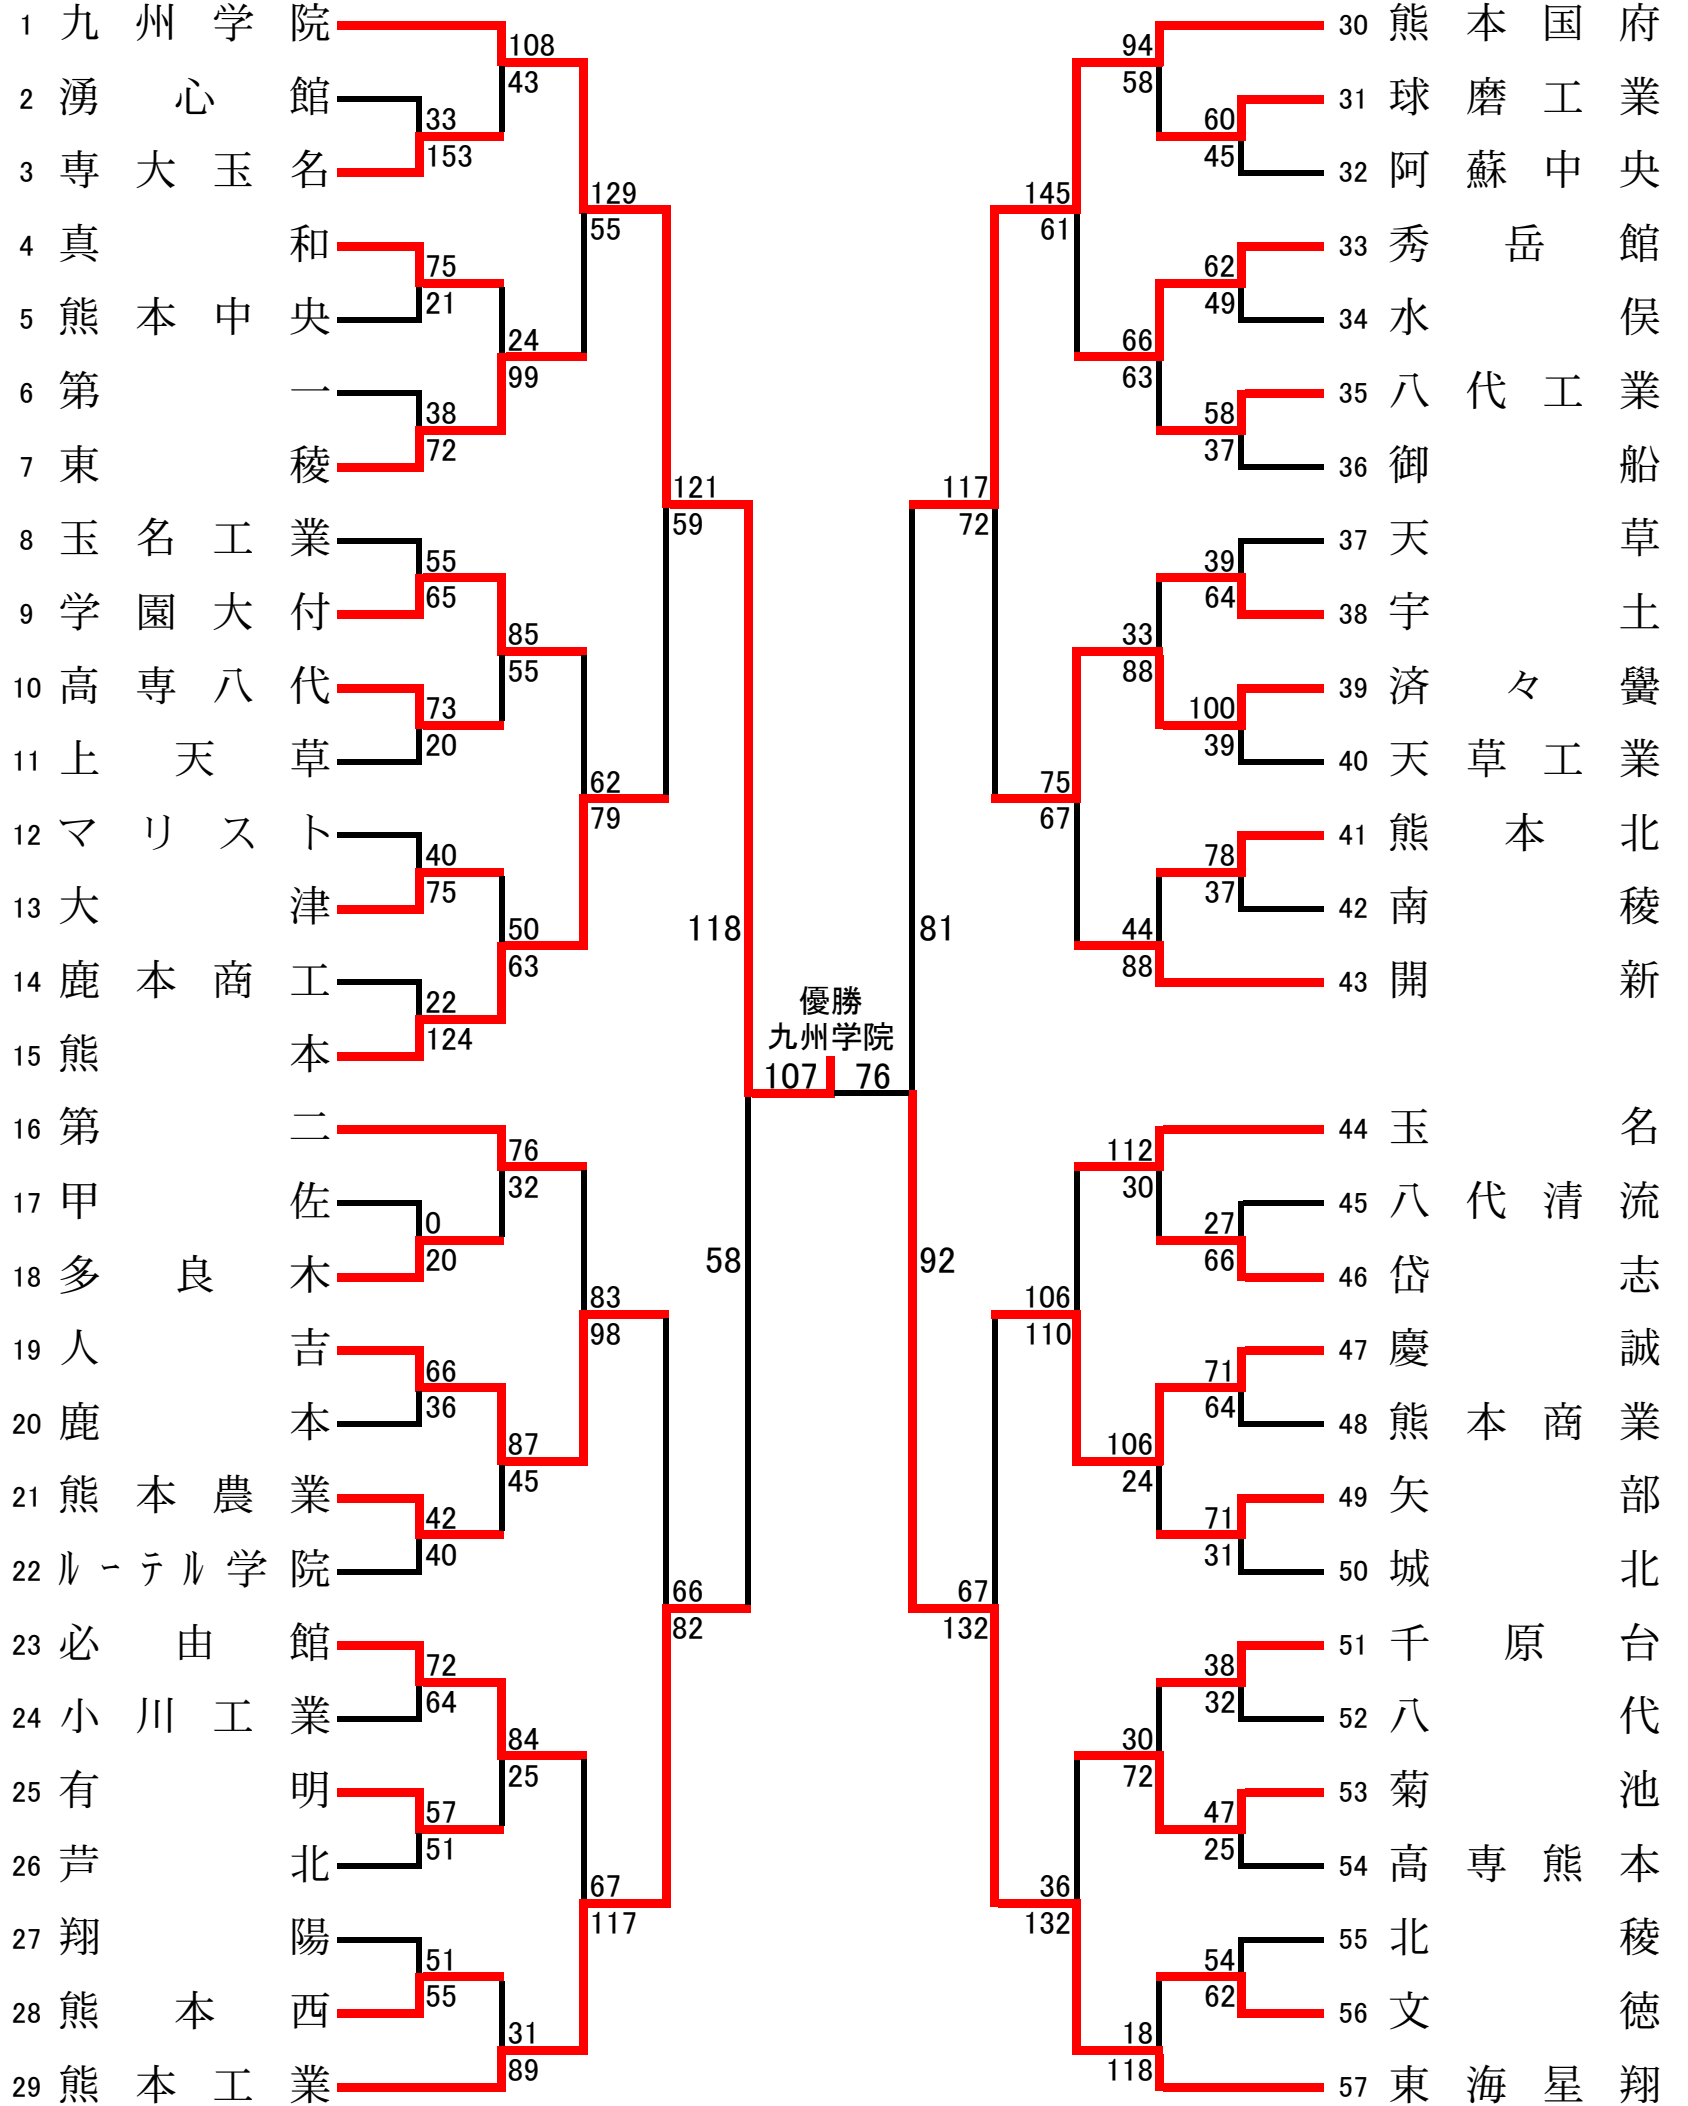 1 九州学院
2 湧心館
3 専大玉名
4 真和
5 熊本中央
6 第一
7 東稜
8 玉名工業
9 学園大付
10 高専八代
11 上天草
12 マリスト
13 大津
14 鹿本商工
15 熊本
16 第二
17 甲佐
18 多良木
19 人吉
20 鹿本
21 熊本農業
22 ルーテル学院
23 必由館
24 小川工業
25 有明
26 芦北
27 翔陽
28 熊本西
29 熊本工業
33
153
75
21
38
72
55
65
73
20
40
75
22
124
0
20
66
36
42
40
72
64
57
51
51
55
108
43
24
99
85
55
50
63
76
32
87
45
84
25
31
89
129
55
62
79
83
98
67
117
121
59
66
82
118
58
優勝
九州学院
107 76
81
92
117
72
67
132
145
61
75
67
106
110
36
132
94
58
66
63
33
88
44
88
112
30
106
24
30
72
18
118
60
45
62
49
58
37
39
64
100
39
78
37
27
66
71
64
71
31
38
32
47
25
54
62
30 熊本国府
31 球磨工業
32 阿蘇中央
33 秀岳館
34 水俣
35 八代工業
36 御船
37 天草
38 宇土
39 済々黌
40 天草工業
41 熊本北
42 南稜
43 開新
44 玉名
45 八代清流
46 岱志
47 慶誠
48 熊本商業
49 矢部
50 城北
51 千原台
52 八代
53 菊池
54 高専熊本
55 北稜
56 文徳
57 東海星翔